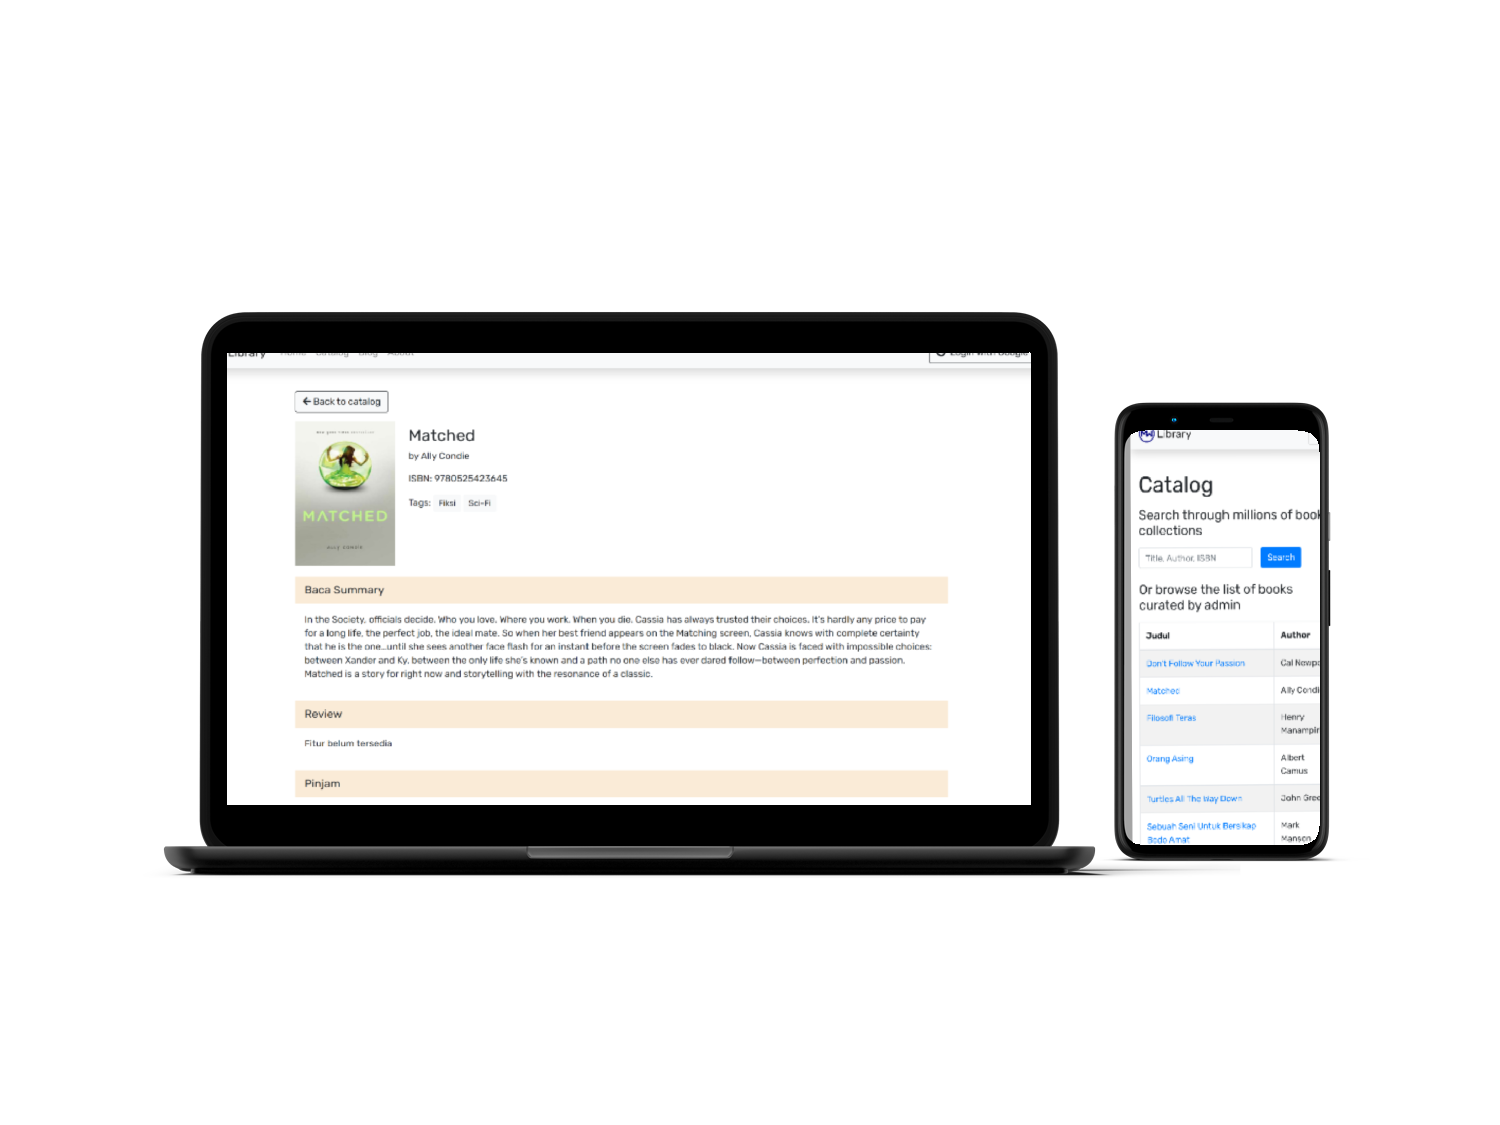 Library Home Catalog Blog About
Login with Google
← Back to catalog
MATCHED
ALLY CONDIE
Matched
by Ally Condie
ISBN: 9780525423645
Tags: Fiksi Sci-Fi
Baca Summary
In the Society, officials decide. Who you love. Where you work. When you die. Cassia has always trusted their choices. It's hardly any price to pay
for a long life, the perfect job, the ideal mate. So when her best friend appears on the Matching screen, Cassia knows with complete certainty
that he is the one...until she sees another face flash for an instant before the screen fades to black. Now Cassia is faced with impossible choices:
between Xander and Ky, between the only life she's known and a path no one else has ever dared follow—between perfection and passion.
Matched is a story for right now and storytelling with the resonance of a classic.
Review
Fitur belum tersedia
Pinjam
Library
Catalog
Search through millions of book
collections
Title, Author, ISBN
Search
Or browse the list of books
curated by admin
Judul Author
Don't Follow Your Passion Cal Newpo
Matched Ally Condi
Filosofi Teras Henry
Manampir
Orang Asing Albert
Camus
Turtles All The Way Down John Gree
Sebuah Seni Untuk Bersikap Mark
Bodo Amat Manson